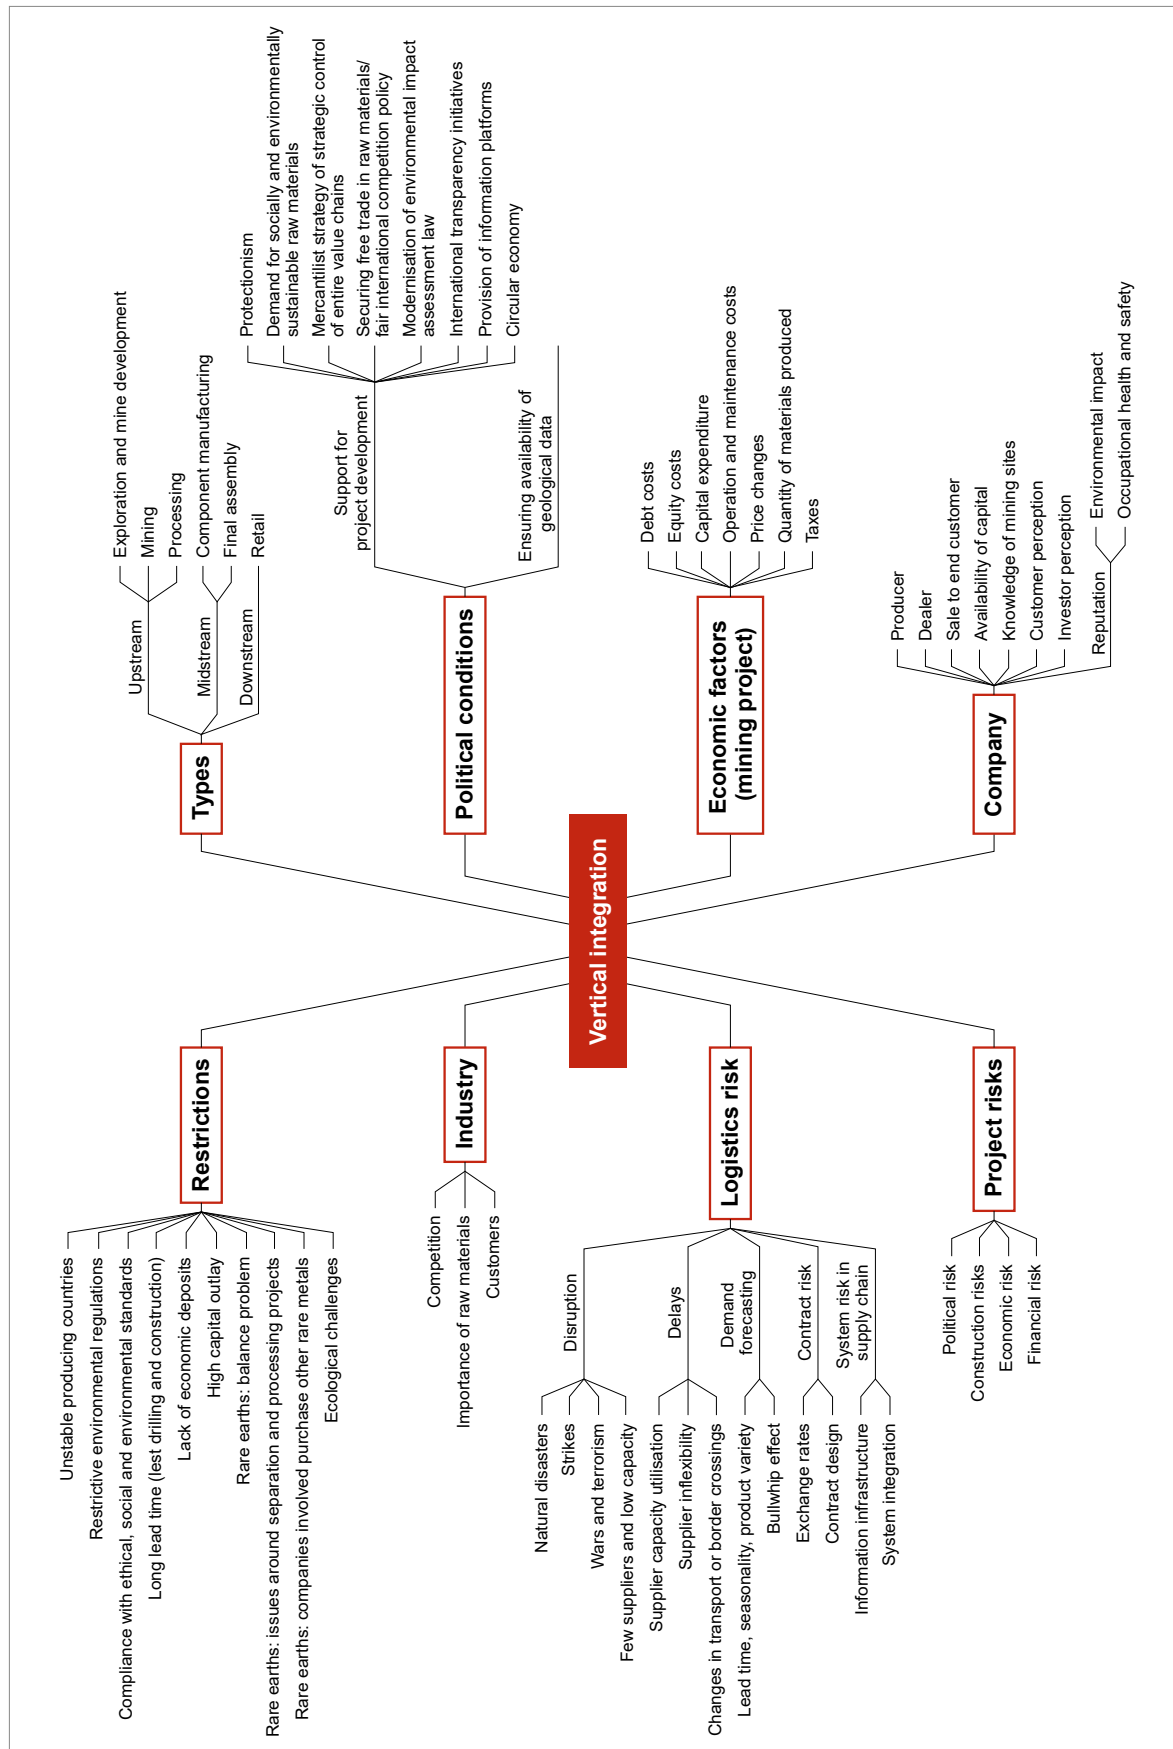 Vertical integration
Restrictions
Unstable producing countries
Restrictive environmental regulations
Compliance with ethical, social and environmental standards
Long lead time (lest drilling and construction)
Lack of economic deposits
High capital outlay
Rare earths: balance problem
Rare earths: issues around separation and processing projects
Rare earths: companies involved purchase other rare metals
Ecological challenges
Industry
Competition
Importance of raw materials
Customers
Logistics risk
Disruption
Natural disasters
Strikes
Wars and terrorism
Few suppliers and low capacity
Delays
Supplier capacity utilisation
Supplier inflexibility
Changes in transport or border crossings
Demand
forecasting
Lead time, seasonality, product variety
Bullwhip effect
Contract risk
Exchange rates
Contract design
System risk in
supply chain
Information infrastructure
System integration
Project risks
Political risk
Construction risks
Economic risk
Financial risk
Types
Upstream
Exploration and mine development
Mining
Processing
Midstream
Component manufacturing
Final assembly
Downstream
Retail
Political conditions
Support for
project development
Protectionism
Demand for socially and environmentally
sustainable raw materials
Mercantilist strategy of strategic control
of entire value chains
Securing free trade in raw materials/
fair international competition policy
Modernisation of environmental impact
assessment law
International transparency initiatives
Provision of information platforms
Circular economy
Ensuring availability of
geological data
Economic factors
(mining project)
Debt costs
Equity costs
Capital expenditure
Operation and maintenance costs
Price changes
Quantity of materials produced
Taxes
Company
Producer
Dealer
Sale to end customer
Availability of capital
Knowledge of mining sites
Customer perception
Investor perception
Reputation
Environmental impact
Occupational health and safety